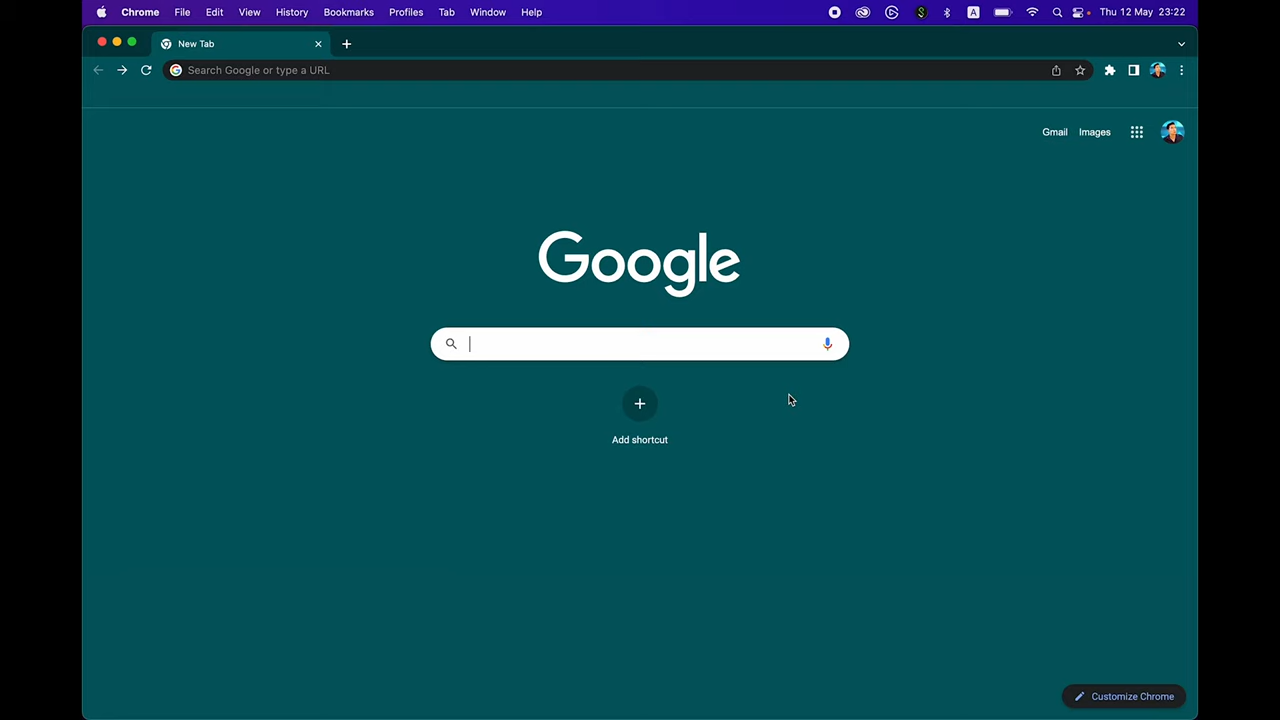 Chrome File Edit View History Bookmarks Profiles Tab Window Help A Thu 12 May 23:22
New Tab
Search Google or type a URL
Gmail Images
Google
Add shortcut
Customize Chrome